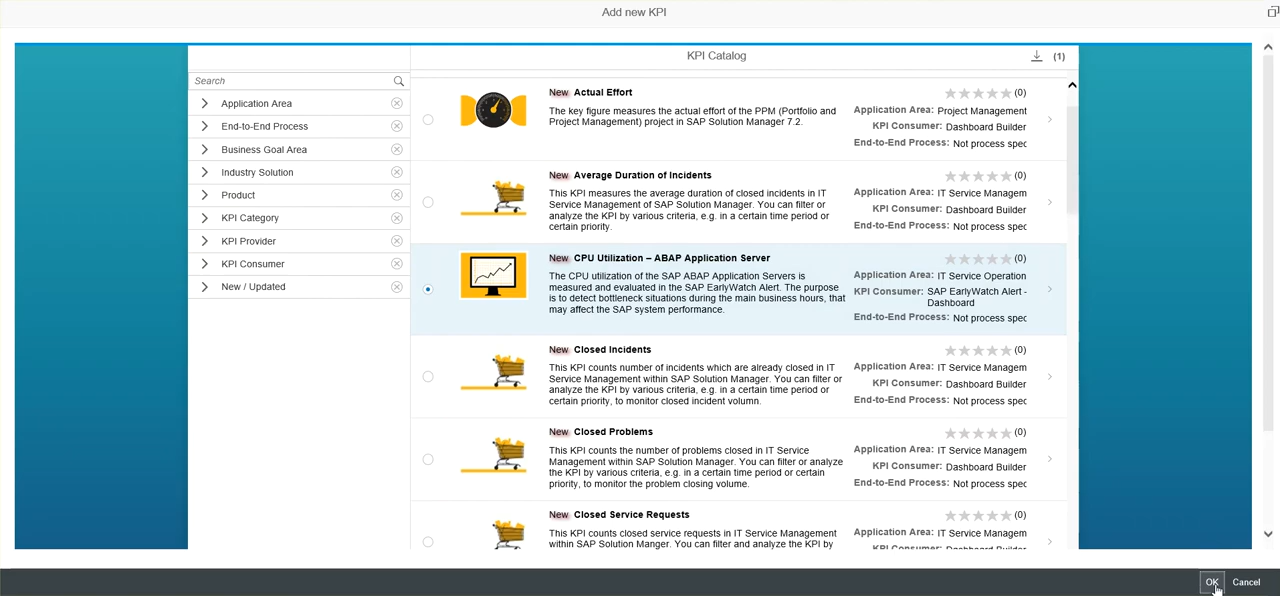 Add new KPI
KPI Catalog
(1)
Search
Application Area
End-to-End Process
Business Goal Area
Industry Solution
Product
KPI Category
KPI Provider
KPI Consumer
New / Updated
New Actual Effort
The key figure measures the actual effort of the PPM (Portfolio and
Project Management) project in SAP Solution Manager 7.2.
(0)
Application Area: Project Management
KPI Consumer: Dashboard Builder
End-to-End Process: Not process spec
New Average Duration of Incidents
This KPI measures the average duration of closed incidents in IT
Service Management of SAP Solution Manager. You can filter or
analyze the KPI by various criteria, e.g. in a certain time period or
certain priority.
(0)
Application Area: IT Service Managem
KPI Consumer: Dashboard Builder
End-to-End Process: Not process spec
New CPU Utilization – ABAP Application Server
The CPU utilization of the SAP ABAP Application Servers is
measured and evaluated in the SAP EarlyWatch Alert. The purpose
is to detect bottleneck situations during the main business hours, that
may affect the SAP system performance.
(0)
Application Area: IT Service Operation
KPI Consumer: SAP EarlyWatch Alert -
Dashboard
End-to-End Process: Not process spec
New Closed Incidents
This KPI counts number of incidents which are already closed in IT
Service Management within SAP Solution Manager. You can filter or
analyze the KPI by various criteria, e.g. in a certain time period or
certain priority, to monitor closed incident volumn.
(0)
Application Area: IT Service Managem
KPI Consumer: Dashboard Builder
End-to-End Process: Not process spec
New Closed Problems
This KPI counts the number of problems closed in IT Service
Management within SAP Solution Manager. You can filter or analyze
the KPI by various criteria, e.g. in a certain time period or certain
priority, to monitor the problem closing volume.
(0)
Application Area: IT Service Managem
KPI Consumer: Dashboard Builder
End-to-End Process: Not process spec
New Closed Service Requests
This KPI counts closed service requests in IT Service Management
within SAP Solution Manger. You can filter and analyze the KPI by
(0)
Application Area: IT Service Managem
KPI Consumer: Dashboard Builder
OK Cancel